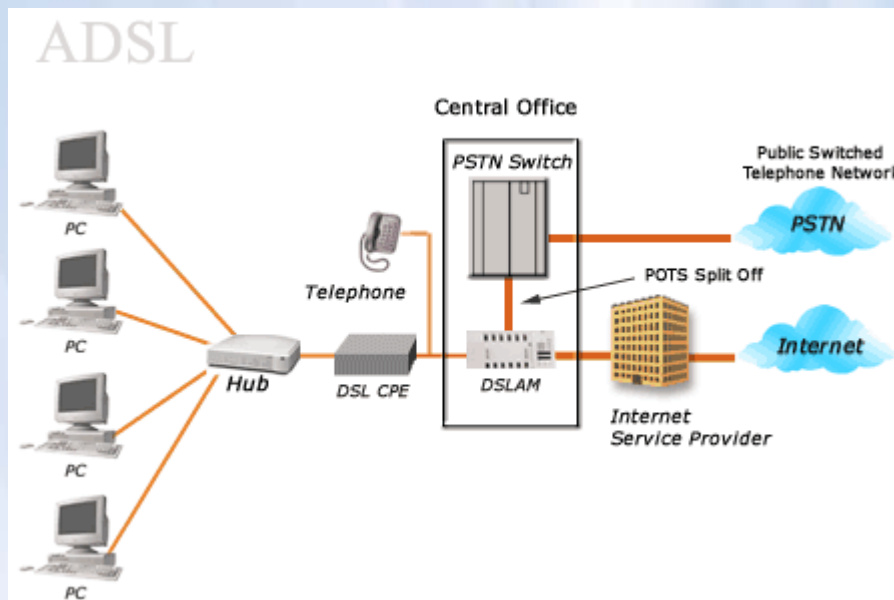 ADSL
Central Office
PSTN Switch
Public Switched
Telephone Network
PSTN
PC
Telephone
POTS Split Off
PC
Hub
DSL CPE
DSLAM
Internet
Internet
Service Provider
PC
PC